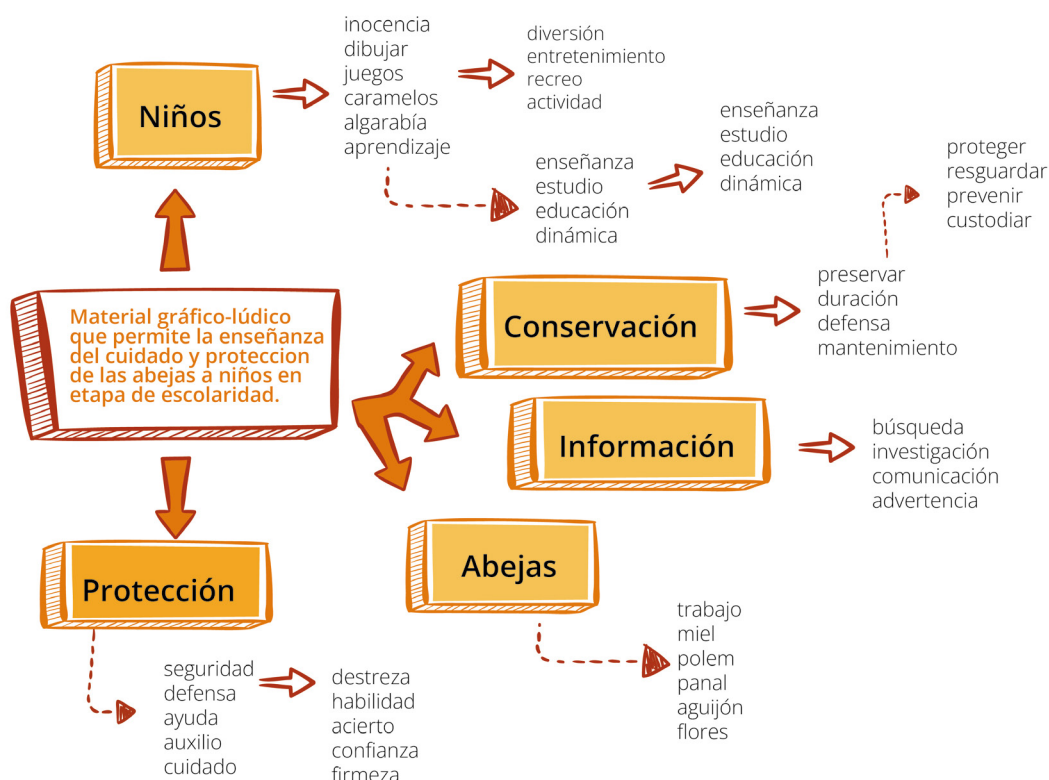 Niños
inocencia
dibujar
juegos
caramelos
algarabía
aprendizaje
diversión
entretenimiento
recreo
actividad
enseñanza
estudio
educación
dinámica
enseñanza
estudio
educación
dinámica
Material gráfico-lúdico
que permite la enseñanza
del cuidado y proteccion
de las abejas a niños en
etapa de escolaridad.
Conservación
preservar
duración
defensa
mantenimiento
proteger
resguardar
prevenir
custodiar
Información
búsqueda
investigación
comunicación
advertencia
Abejas
trabajo
miel
polem
panal
aguijón
flores
Protección
seguridad
defensa
ayuda
auxilio
cuidado
destreza
habilidad
acierto
confianza
firmeza